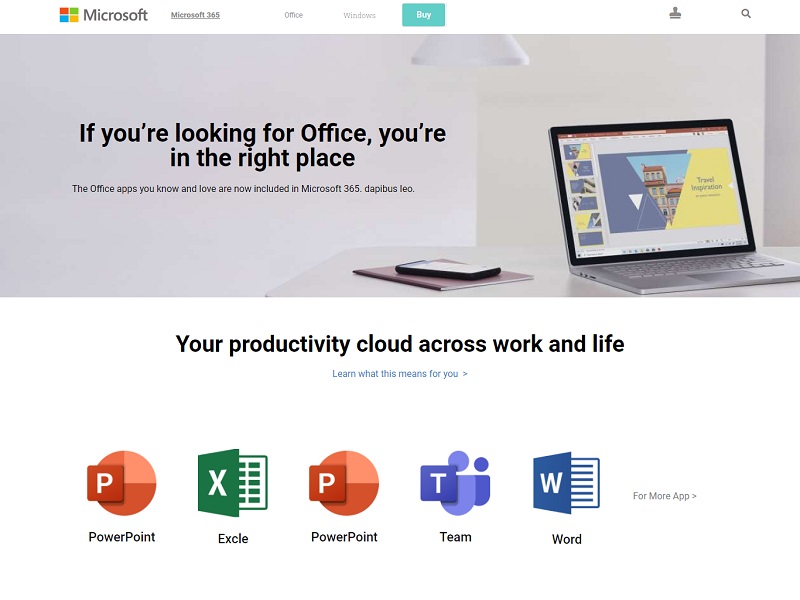 Microsoft
Microsoft 365
Office
Windows
Buy
If you’re looking for Office, you’re
in the right place
The Office apps you know and love are now included in Microsoft 365. dapibus leo.
Travel
Inspiration
Your productivity cloud across work and life
Learn what this means for you >
P
X
P
T
W
For More App >
PowerPoint
Excle
PowerPoint
Team
Word